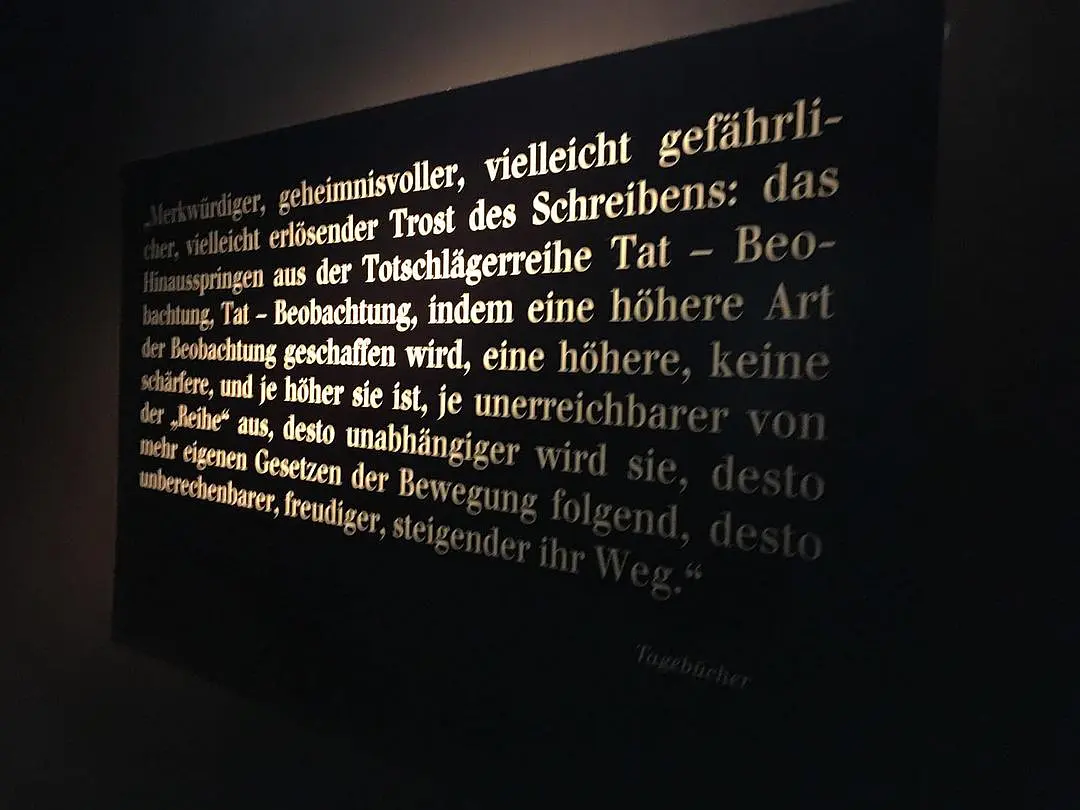 „Merkwürdiger, geheimnisvoller, vielleicht gefährli-
cher, vielleicht erlösender Trost des Schreibens: das
Hinausspringen aus der Totschlägerreihe Tat – Beo-
bachtung, Tat – Beobachtung, indem eine höhere Art
der Beobachtung geschaffen wird, eine höhere, keine
schärfere, und je höher sie ist, je unerreichbarer von
der „Reihe“ aus, desto unabhängiger wird sie, desto
mehr eigenen Gesetzen der Bewegung folgend, desto
unberechenbarer, freudiger, steigender ihr Weg.“
Tagebücher